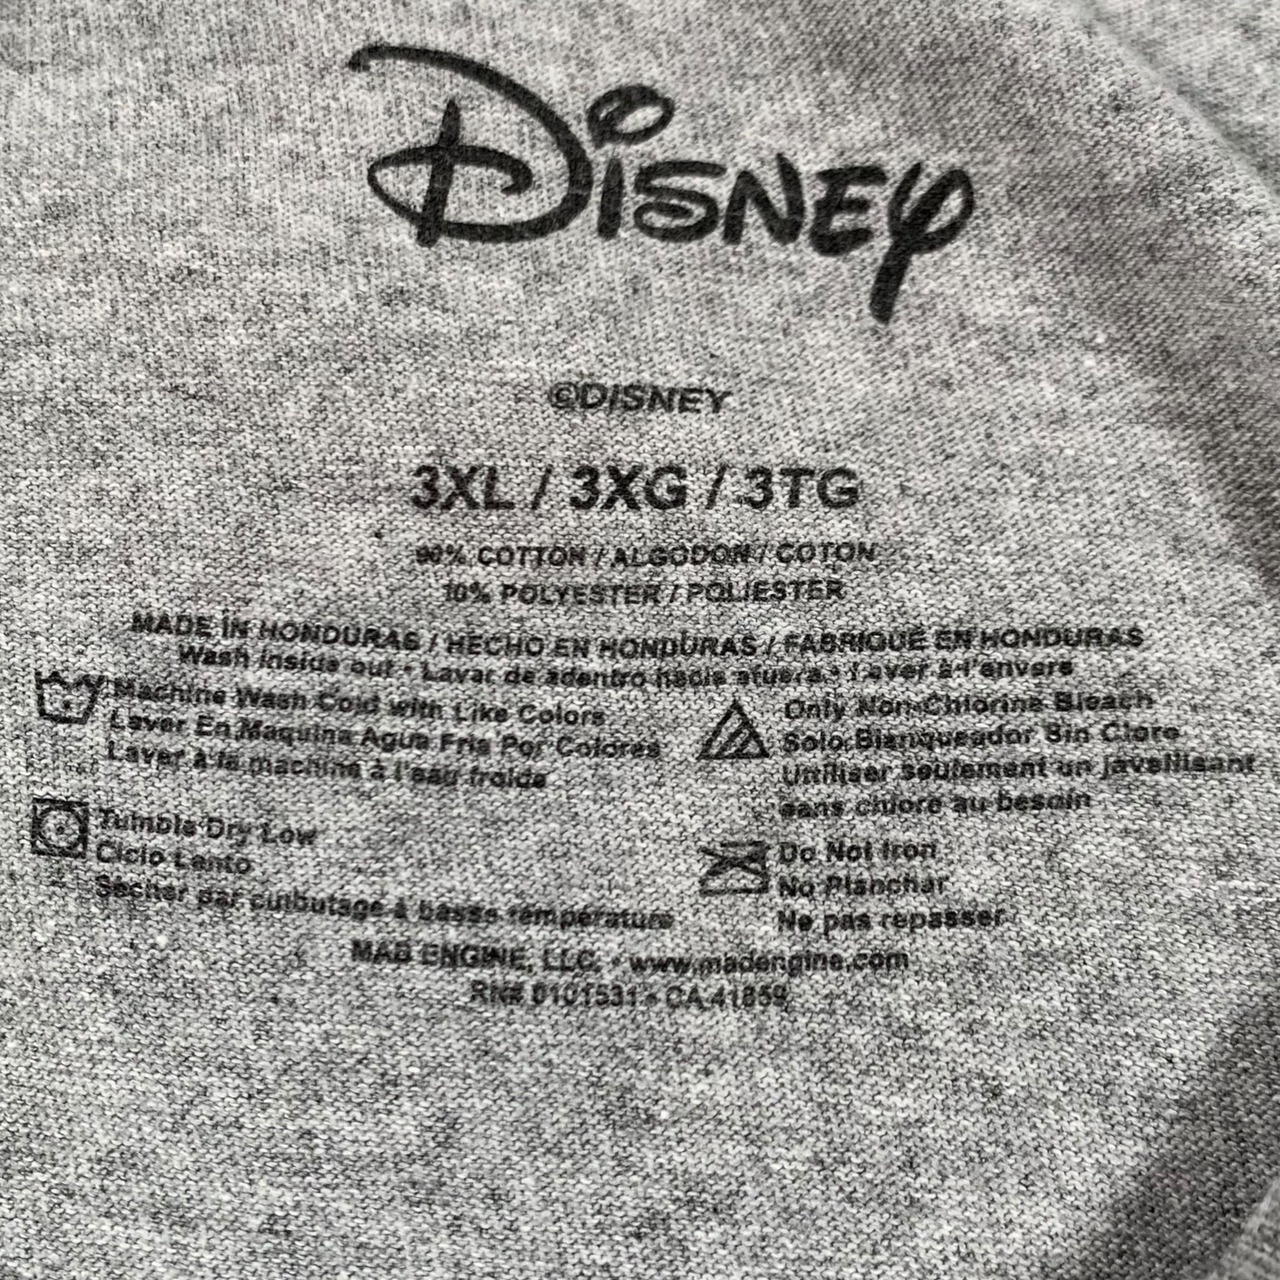 Disney
©DISNEY
3XL / 3XG / 3TG
90% COTTON / ALGODON / COTON
10% POLYESTER / POLIESTER
MADE IN HONDURAS / HECHO EN HONDURAS / FABRIQUÉ EN HONDURAS
Wash inside out • Lavar de adentro hacia afuera • Laver à l'envers
Machine Wash Cold with Like Colors
Lavar En Maquina Agua Fria Por Colores
Laver à la machine à l'eau froide
Only Non-Chlorine Bleach
Solo Blanqueador Sin Cloro
Untiliser seulement un javellisant
sans chlore au besoin
Tumble Dry Low
Ciclo Lento
Sécher par culbutage à basse température
Do Not Iron
No Planchar
Ne pas repasser
MAD ENGINE, LLC. • www.madengine.com
RN# 0101531 • CA 41859